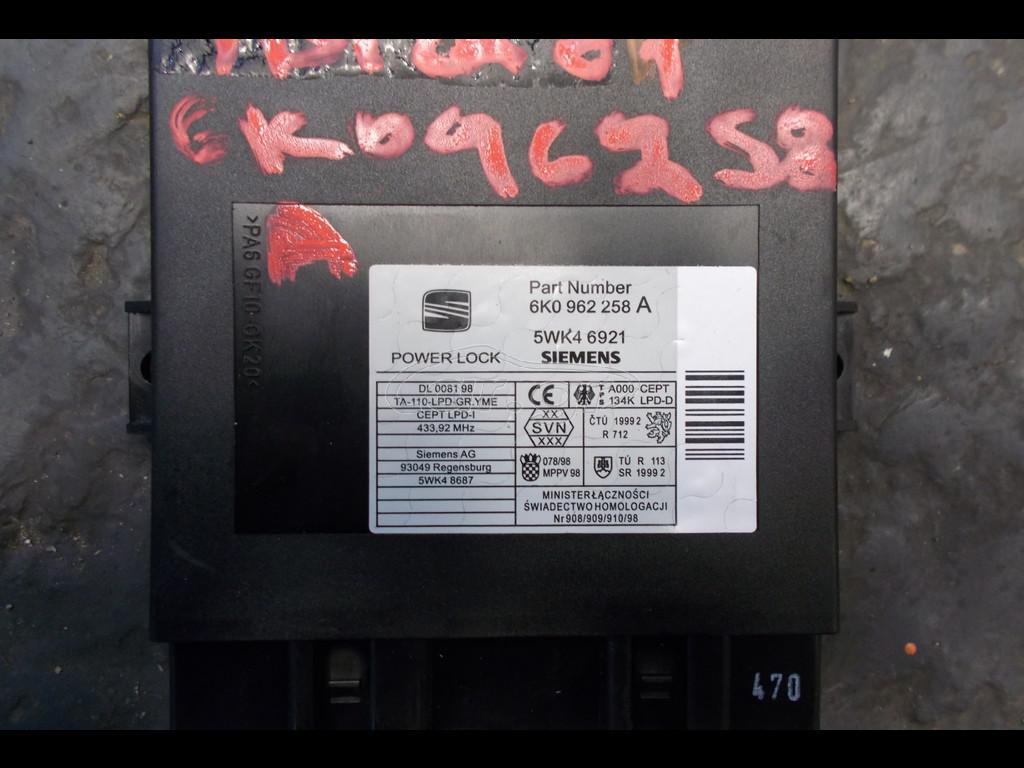 6K0962S8
D
>PA6 GF10-GK20<
Part Number
6K0 962 258 A
5WK4 6921
POWER LOCK SIEMENS
DL 0081 98
TA-110-LPD-GR.YME
CEPT LPD-I
433,92 MHz
Siemens AG
93049 Regensburg
5WK4 8687
CE
TPS A000 CEPT
134K LPD-D
XX
SVN
XXX
ČTÚ 1999 2
R 712
078/98
MPPV 98
TÚ R 113
SR 1999 2
MINISTER ŁĄCZNOŚCI
ŚWIADECTWO HOMOLOGACJI
Nr 908/909/910/98
470